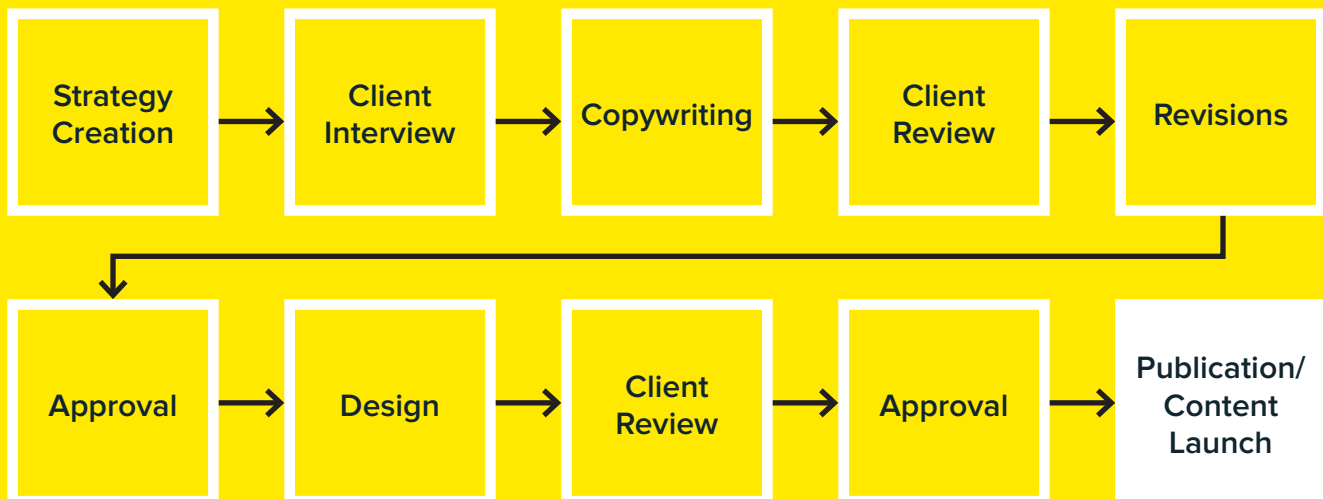 Strategy
Creation
Client
Interview
Copywriting
Client
Review
Revisions
Approval
Design
Client
Review
Approval
Publication/
Content
Launch